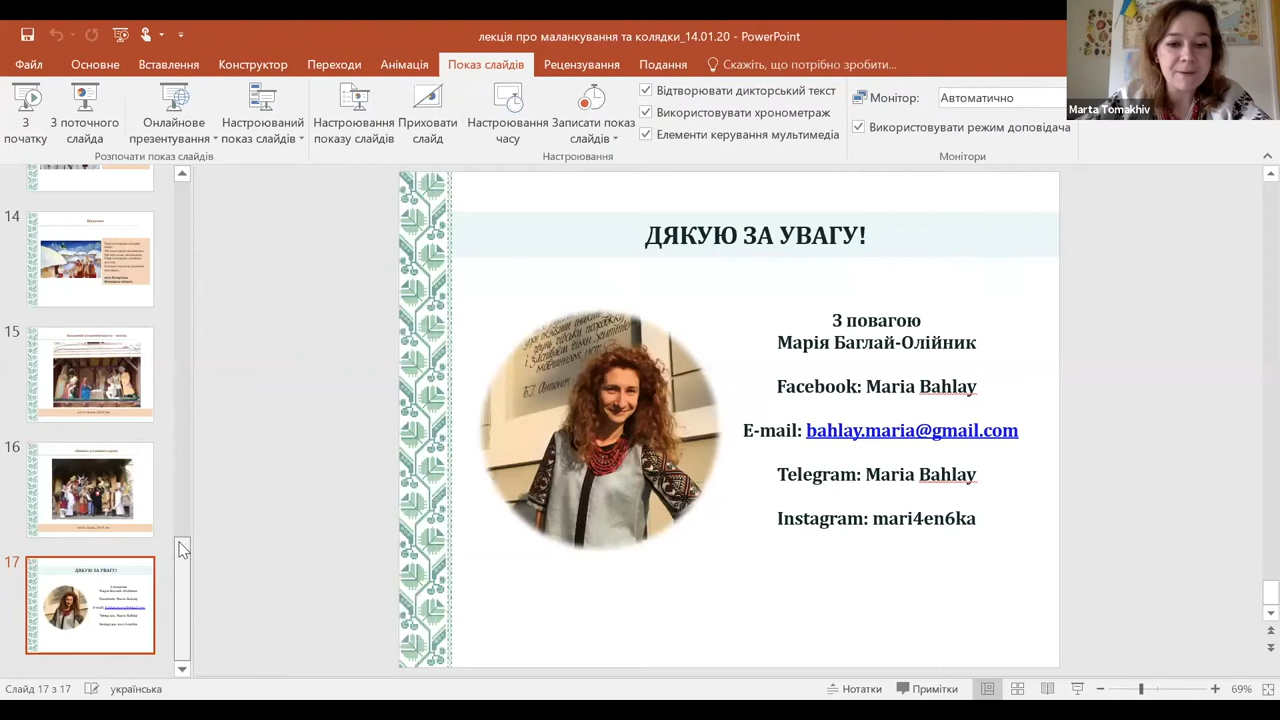 лекція про маланкування та колядки_14.01.20 - PowerPoint
Файл
Основне
Вставлення
Конструктор
Переходи
Анімація
Показ слайдів
Рецензування
Подання
Скажіть, що потрібно зробити...
З початку
З поточного слайда
Онлайнове презентування
Настроюваний показ слайдів
Настроювання показу слайдів
Приховати слайд
Настроювання часу
Записати показ слайдів
Відтворювати дикторський текст
Використовувати хронометраж
Елементи керування мультимедіа
Монітор:
Автоматично
Використовувати режим доповідача
Розпочати показ слайдів
Настроювання
Монітори
Marta Tomakhiv
14
15
16
17
ДЯКУЮ ЗА УВАГУ!
ДЯКУЮ ЗА УВАГУ!
З повагою
Марія Баглай-Олійник
Facebook: Maria Bahlay
E-mail: bahlay.maria@gmail.com
Telegram: Maria Bahlay
Instagram: mari4en6ka
Слайд 17 з 17
українська
Нотатки
Примітки
69%